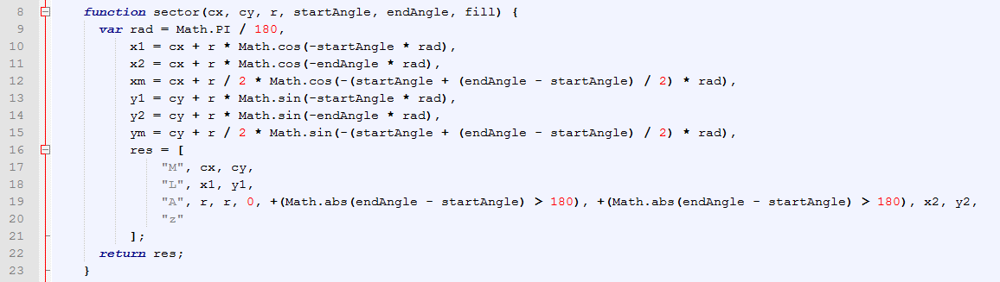 8 function sector(cx, cy, r, startAngle, endAngle, fill) {
9 var rad = Math.PI / 180,
10 x1 = cx + r * Math.cos(-startAngle * rad),
11 x2 = cx + r * Math.cos(-endAngle * rad),
12 xm = cx + r / 2 * Math.cos(-(startAngle + (endAngle - startAngle) / 2) * rad),
13 y1 = cy + r * Math.sin(-startAngle * rad),
14 y2 = cy + r * Math.sin(-endAngle * rad),
15 ym = cy + r / 2 * Math.sin(-(startAngle + (endAngle - startAngle) / 2) * rad),
16 res = [
17 "M", cx, cy,
18 "L", x1, y1,
19 "A", r, r, 0, +(Math.abs(endAngle - startAngle) > 180), +(Math.abs(endAngle - startAngle) > 180), x2, y2,
20 "z"
21 ];
22 return res;
23 }